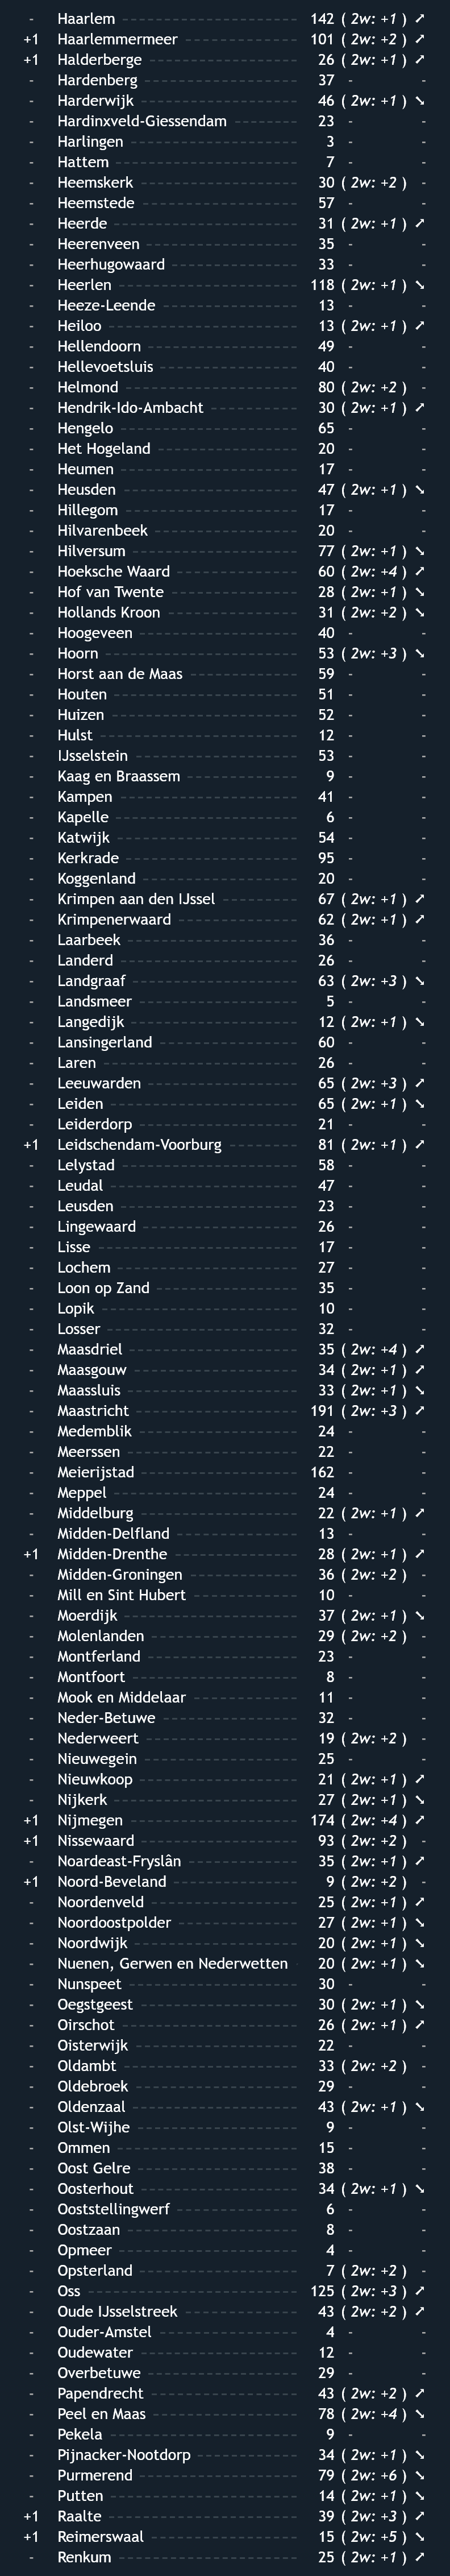 - Haarlem 142 ( 2w: +1 ) ↗
+1 Haarlemmermeer 101 ( 2w: +2 ) ↗
+1 Halderberge 26 ( 2w: +1 ) ↗
- Hardenberg 37 - -
- Harderwijk 46 ( 2w: +1 ) ↘
- Hardinxveld-Giessendam 23 - -
- Harlingen 3 - -
- Hattem 7 - -
- Heemskerk 30 ( 2w: +2 ) -
- Heemstede 57 - -
- Heerde 31 ( 2w: +1 ) ↗
- Heerenveen 35 - -
- Heerhugowaard 33 - -
- Heerlen 118 ( 2w: +1 ) ↘
- Heeze-Leende 13 - -
- Heiloo 13 ( 2w: +1 ) ↗
- Hellendoorn 49 - -
- Hellevoetsluis 40 - -
- Helmond 80 ( 2w: +2 ) -
- Hendrik-Ido-Ambacht 30 ( 2w: +1 ) ↗
- Hengelo 65 - -
- Het Hogeland 20 - -
- Heumen 17 - -
- Heusden 47 ( 2w: +1 ) ↘
- Hillegom 17 - -
- Hilvarenbeek 20 - -
- Hilversum 77 ( 2w: +1 ) ↘
- Hoeksche Waard 60 ( 2w: +4 ) ↗
- Hof van Twente 28 ( 2w: +1 ) ↘
- Hollands Kroon 31 ( 2w: +2 ) ↘
- Hoogeveen 40 - -
- Hoorn 53 ( 2w: +3 ) ↘
- Horst aan de Maas 59 - -
- Houten 51 - -
- Huizen 52 - -
- Hulst 12 - -
- IJsselstein 53 - -
- Kaag en Braassem 9 - -
- Kampen 41 - -
- Kapelle 6 - -
- Katwijk 54 - -
- Kerkrade 95 - -
- Koggenland 20 - -
- Krimpen aan den IJssel 67 ( 2w: +1 ) ↗
- Krimpenerwaard 62 ( 2w: +1 ) ↗
- Laarbeek 36 - -
- Landerd 26 - -
- Landgraaf 63 ( 2w: +3 ) ↘
- Landsmeer 5 - -
- Langedijk 12 ( 2w: +1 ) ↘
- Lansingerland 60 - -
- Laren 26 - -
- Leeuwarden 65 ( 2w: +3 ) ↗
- Leiden 65 ( 2w: +1 ) ↘
- Leiderdorp 21 - -
+1 Leidschendam-Voorburg 81 ( 2w: +1 ) ↗
- Lelystad 58 - -
- Leudal 47 - -
- Leusden 23 - -
- Lingewaard 26 - -
- Lisse 17 - -
- Lochem 27 - -
- Loon op Zand 35 - -
- Lopik 10 - -
- Losser 32 - -
- Maasdriel 35 ( 2w: +4 ) ↗
- Maasgouw 34 ( 2w: +1 ) ↗
- Maassluis 33 ( 2w: +1 ) ↘
- Maastricht 191 ( 2w: +3 ) ↗
- Medemblik 24 - -
- Meerssen 22 - -
- Meierijstad 162 - -
- Meppel 24 - -
- Middelburg 22 ( 2w: +1 ) ↗
- Midden-Delfland 13 - -
+1 Midden-Drenthe 28 ( 2w: +1 ) ↗
- Midden-Groningen 36 ( 2w: +2 ) -
- Mill en Sint Hubert 10 - -
- Moerdijk 37 ( 2w: +1 ) ↘
- Molenlanden 29 ( 2w: +2 ) -
- Montferland 23 - -
- Montfoort 8 - -
- Mook en Middelaar 11 - -
- Neder-Betuwe 32 - -
- Nederweert 19 ( 2w: +2 ) -
- Nieuwegein 25 - -
- Nieuwkoop 21 ( 2w: +1 ) ↗
- Nijkerk 27 ( 2w: +1 ) ↘
+1 Nijmegen 174 ( 2w: +4 ) ↗
+1 Nissewaard 93 ( 2w: +2 ) -
- Noardeast-Fryslân 35 ( 2w: +1 ) ↗
+1 Noord-Beveland 9 ( 2w: +2 ) -
- Noordenveld 25 ( 2w: +1 ) ↗
- Noordoostpolder 27 ( 2w: +1 ) ↘
- Noordwijk 20 ( 2w: +1 ) ↘
- Nuenen, Gerwen en Nederwetten 20 ( 2w: +1 ) ↘
- Nunspeet 30 - -
- Oegstgeest 30 ( 2w: +1 ) ↘
- Oirschot 26 ( 2w: +1 ) ↗
- Oisterwijk 22 - -
- Oldambt 33 ( 2w: +2 ) -
- Oldebroek 29 - -
- Oldenzaal 43 ( 2w: +1 ) ↘
- Olst-Wijhe 9 - -
- Ommen 15 - -
- Oost Gelre 38 - -
- Oosterhout 34 ( 2w: +1 ) ↘
- Ooststellingwerf 6 - -
- Oostzaan 8 - -
- Opmeer 4 - -
- Opsterland 7 ( 2w: +2 ) -
- Oss 125 ( 2w: +3 ) ↗
- Oude IJsselstreek 43 ( 2w: +2 ) ↗
- Ouder-Amstel 4 - -
- Oudewater 12 - -
- Overbetuwe 29 - -
- Papendrecht 43 ( 2w: +2 ) ↗
- Peel en Maas 78 ( 2w: +4 ) ↘
- Pekela 9 - -
- Pijnacker-Nootdorp 34 ( 2w: +1 ) ↘
- Purmerend 79 ( 2w: +6 ) ↘
- Putten 14 ( 2w: +1 ) ↘
+1 Raalte 39 ( 2w: +3 ) ↗
+1 Reimerswaal 15 ( 2w: +5 ) ↘
- Renkum 25 ( 2w: +1 ) ↗